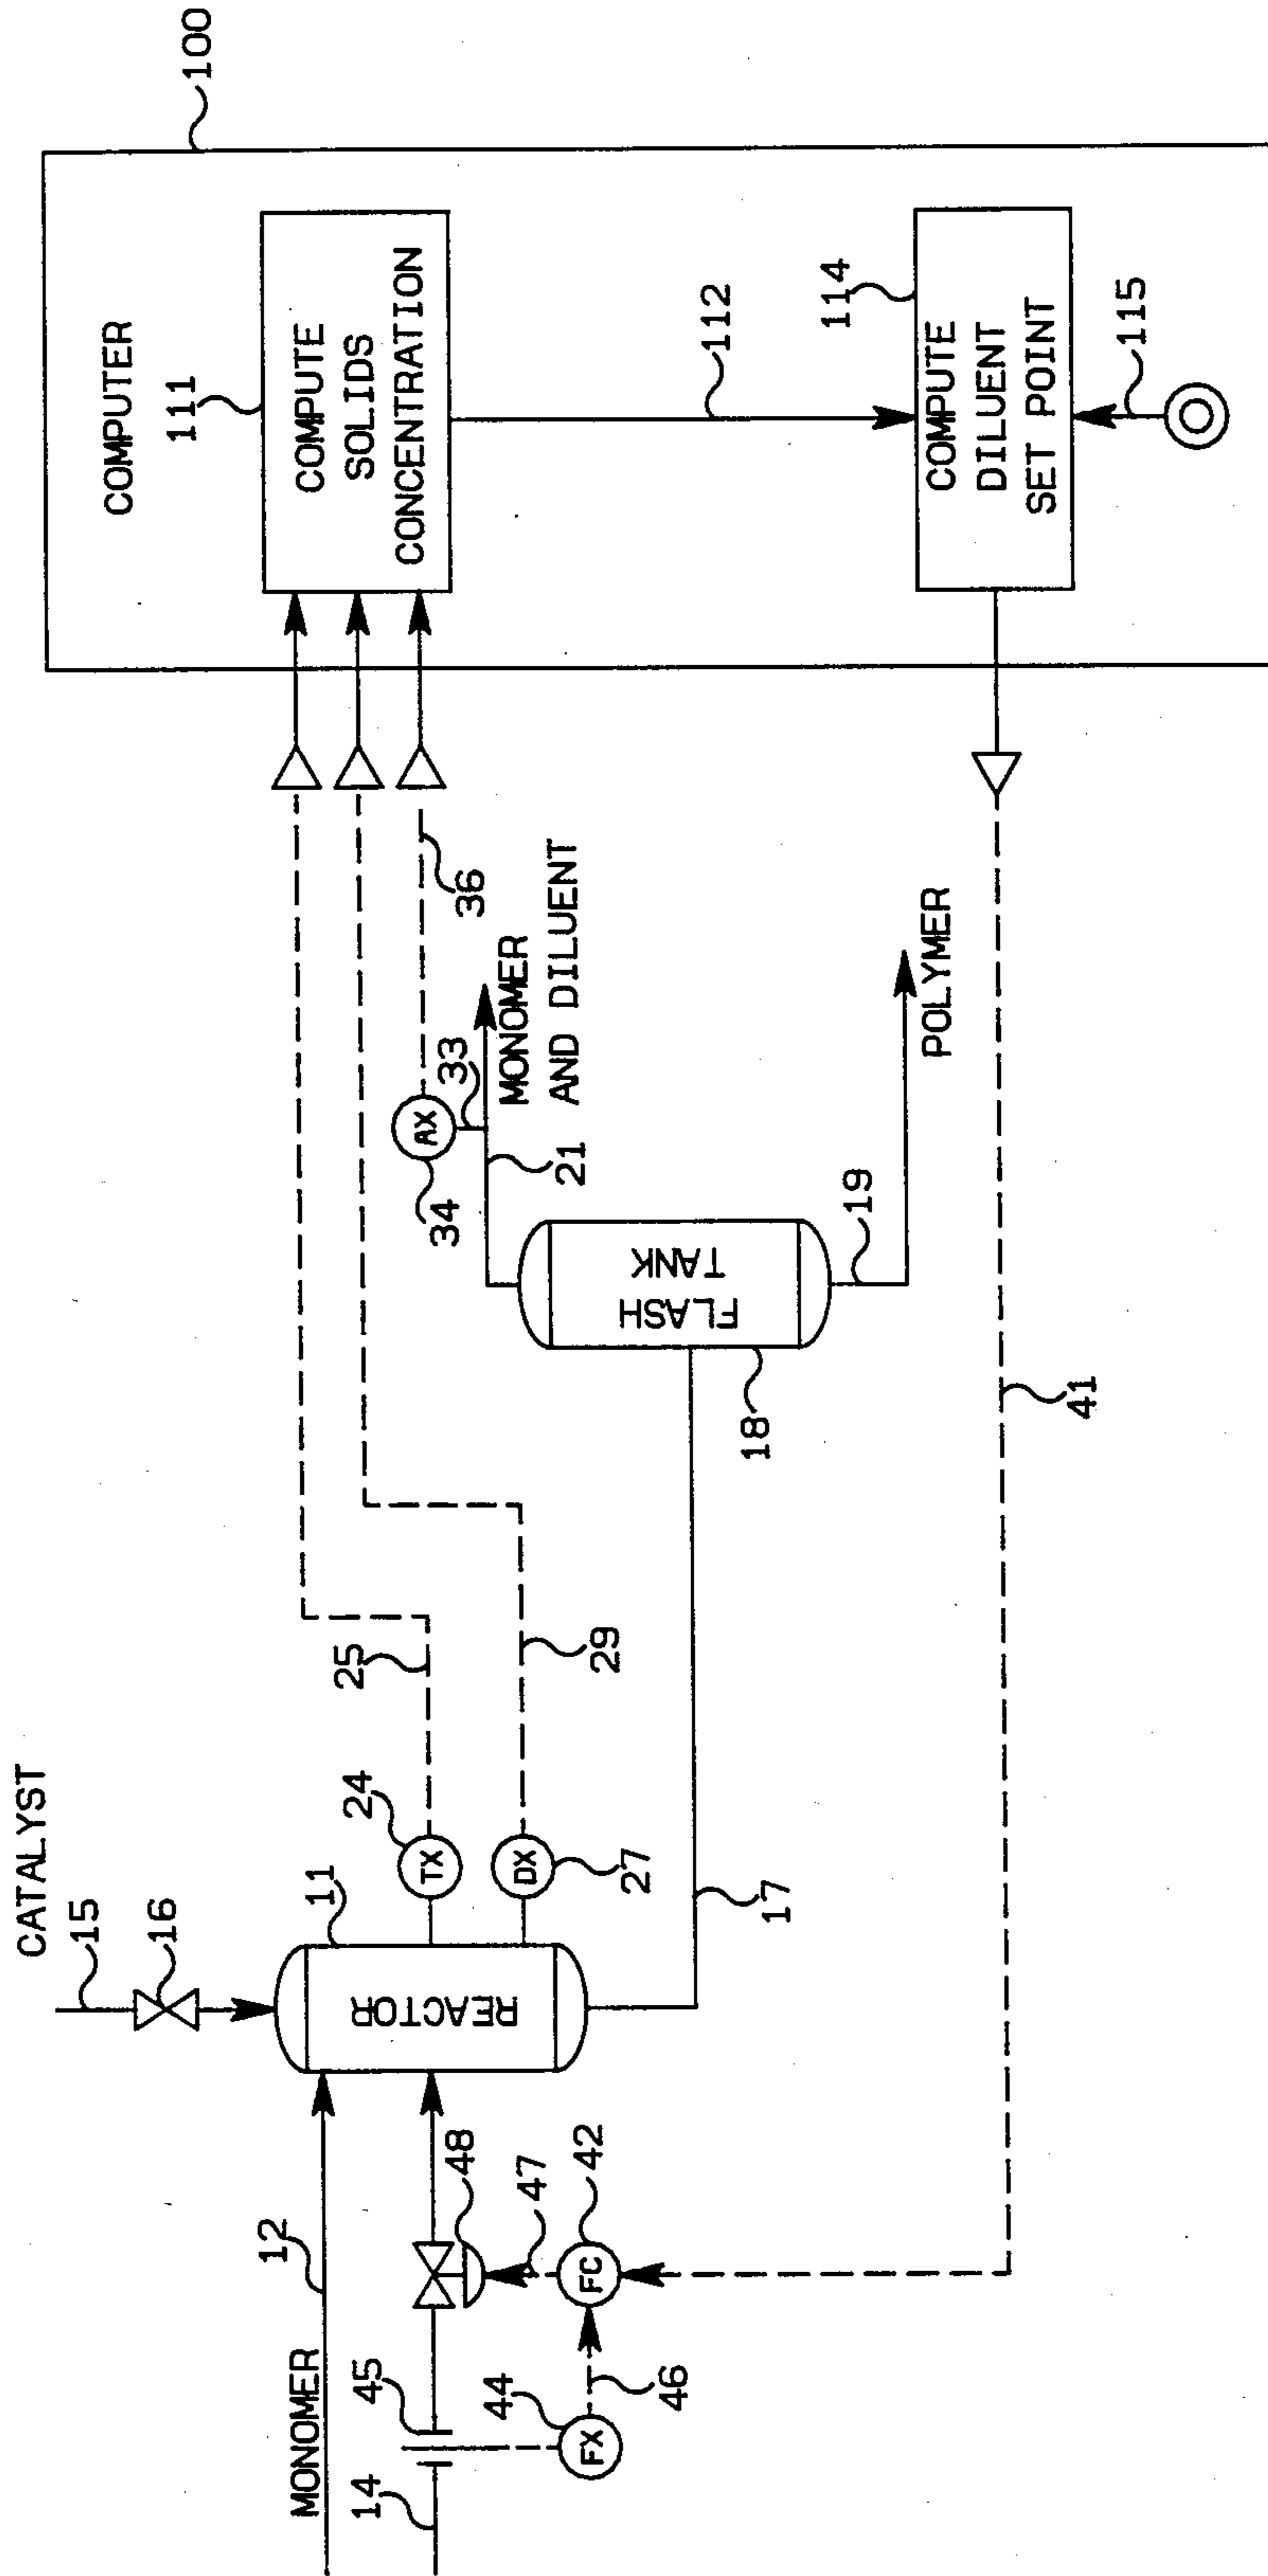 COMPUTER
100
111
COMPUTE
SOLIDS
CONCENTRATION
112
114
COMPUTE
DILUENT
SET POINT
115
36
AX
34
33
MONOMER
AND DILUENT
21
FLASH
TANK
18
19
POLYMER
41
CATALYST
15
16
11
REACTOR
TX
24
25
DX
27
29
17
MONOMER
12
14
45
48
47
FC
42
FX
44
46